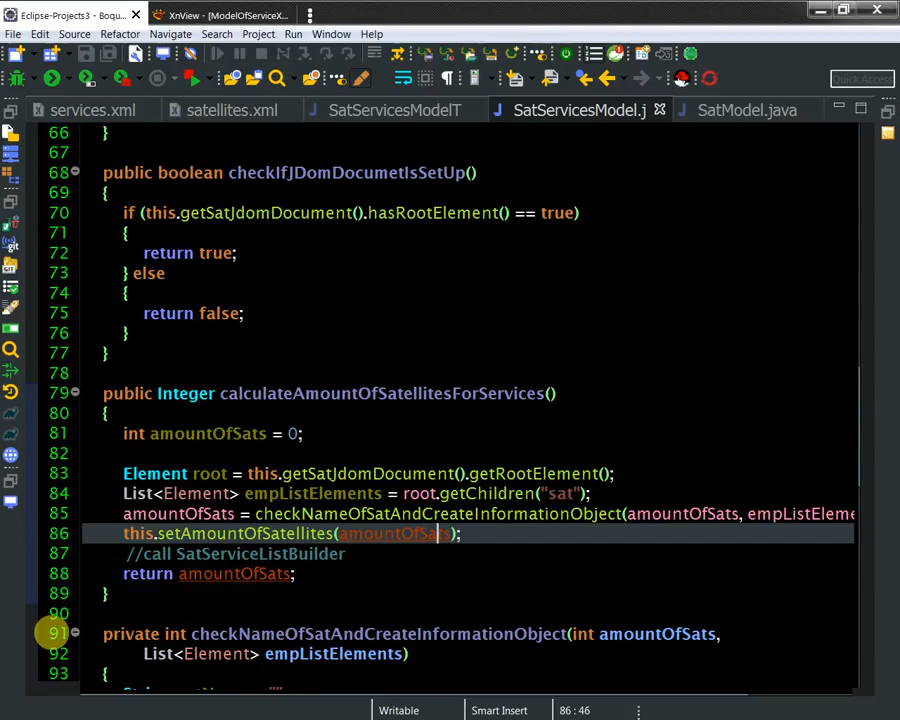 Eclipse-Projects3 - Boqu...
XnView - [ModelOfServiceX...
File Edit Source Refactor Navigate Search Project Run Window Help
Quick Access
services.xml satellites.xml SatServicesModelT SatServicesModel.j SatModel.java
66 }
67
68 public boolean checkIfJDomDocumetIsSetUp()
69 {
70 if (this.getSatJdomDocument().hasRootElement() == true)
71 {
72 return true;
73 } else
74 {
75 return false;
76 }
77 }
78
79 public Integer calculateAmountOfSatellitesForServices()
80 {
81 int amountOfSats = 0;
82
83 Element root = this.getSatJdomDocument().getRootElement();
84 List<Element> empListElements = root.getChildren("sat");
85 amountOfSats = checkNameOfSatAndCreateInformationObject(amountOfSats, empListEleme
86 this.setAmountOfSatellites(amountOfSats);
87 //call SatServiceListBuilder
88 return amountOfSats;
89 }
90
91 private int checkNameOfSatAndCreateInformationObject(int amountOfSats,
92 List<Element> empListElements)
93 {
Writable Smart Insert 86 : 46